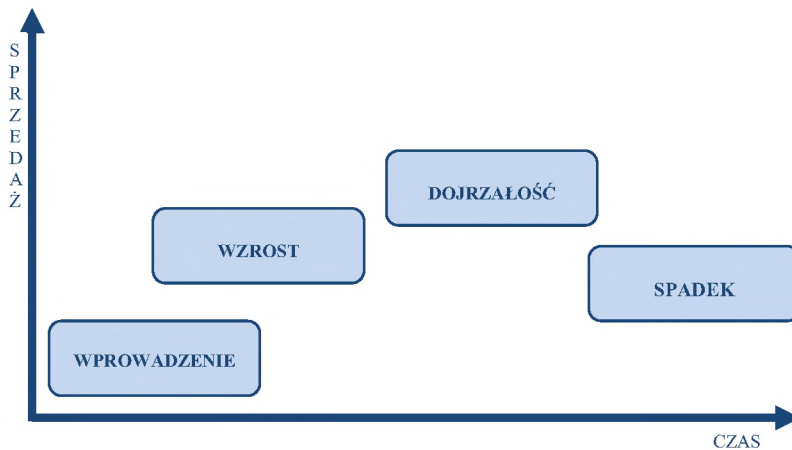 SPRZEDAŻ
DOJRZAŁOŚĆ
WZROST
SPADEK
WPROWADZENIE
CZAS